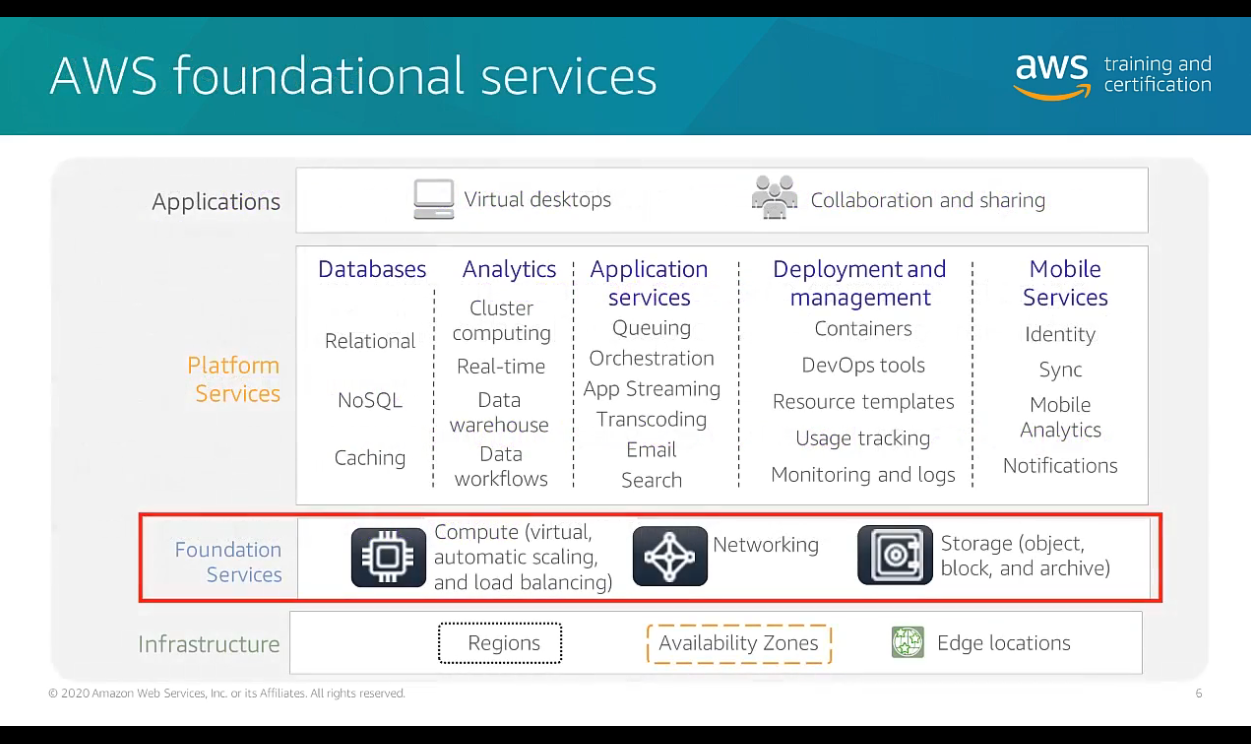 AWS foundational services
aws training and
certification
Applications
Virtual desktops
Collaboration and sharing
Platform
Services
Databases
Relational
NoSQL
Caching
Analytics
Cluster
computing
Real-time
Data
warehouse
Data
workflows
Application
services
Queuing
Orchestration
App Streaming
Transcoding
Email
Search
Deployment and
management
Containers
DevOps tools
Resource templates
Usage tracking
Monitoring and logs
Mobile
Services
Identity
Sync
Mobile
Analytics
Notifications
Foundation
Services
Compute (virtual,
automatic scaling,
and load balancing)
Networking
Storage (object,
block, and archive)
Infrastructure
Regions
Availability Zones
Edge locations
© 2020 Amazon Web Services, Inc. or its Affiliates. All rights reserved.
6